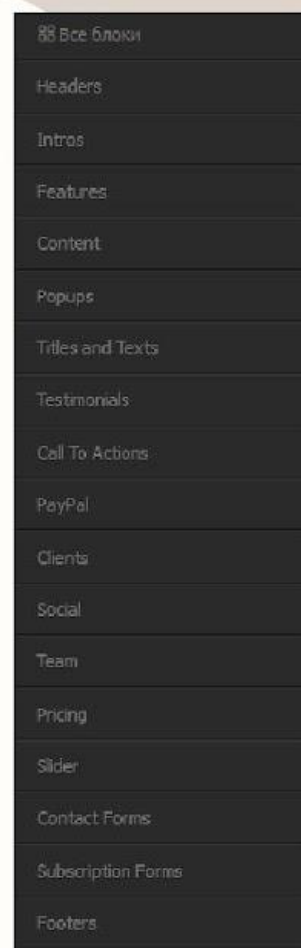 Все блоки
Headers
Intros
Features
Content
Popups
Titles and Texts
Testimonials
Call To Actions
PayPal
Clients
Social
Team
Pricing
Slider
Contact Forms
Subscription Forms
Footers